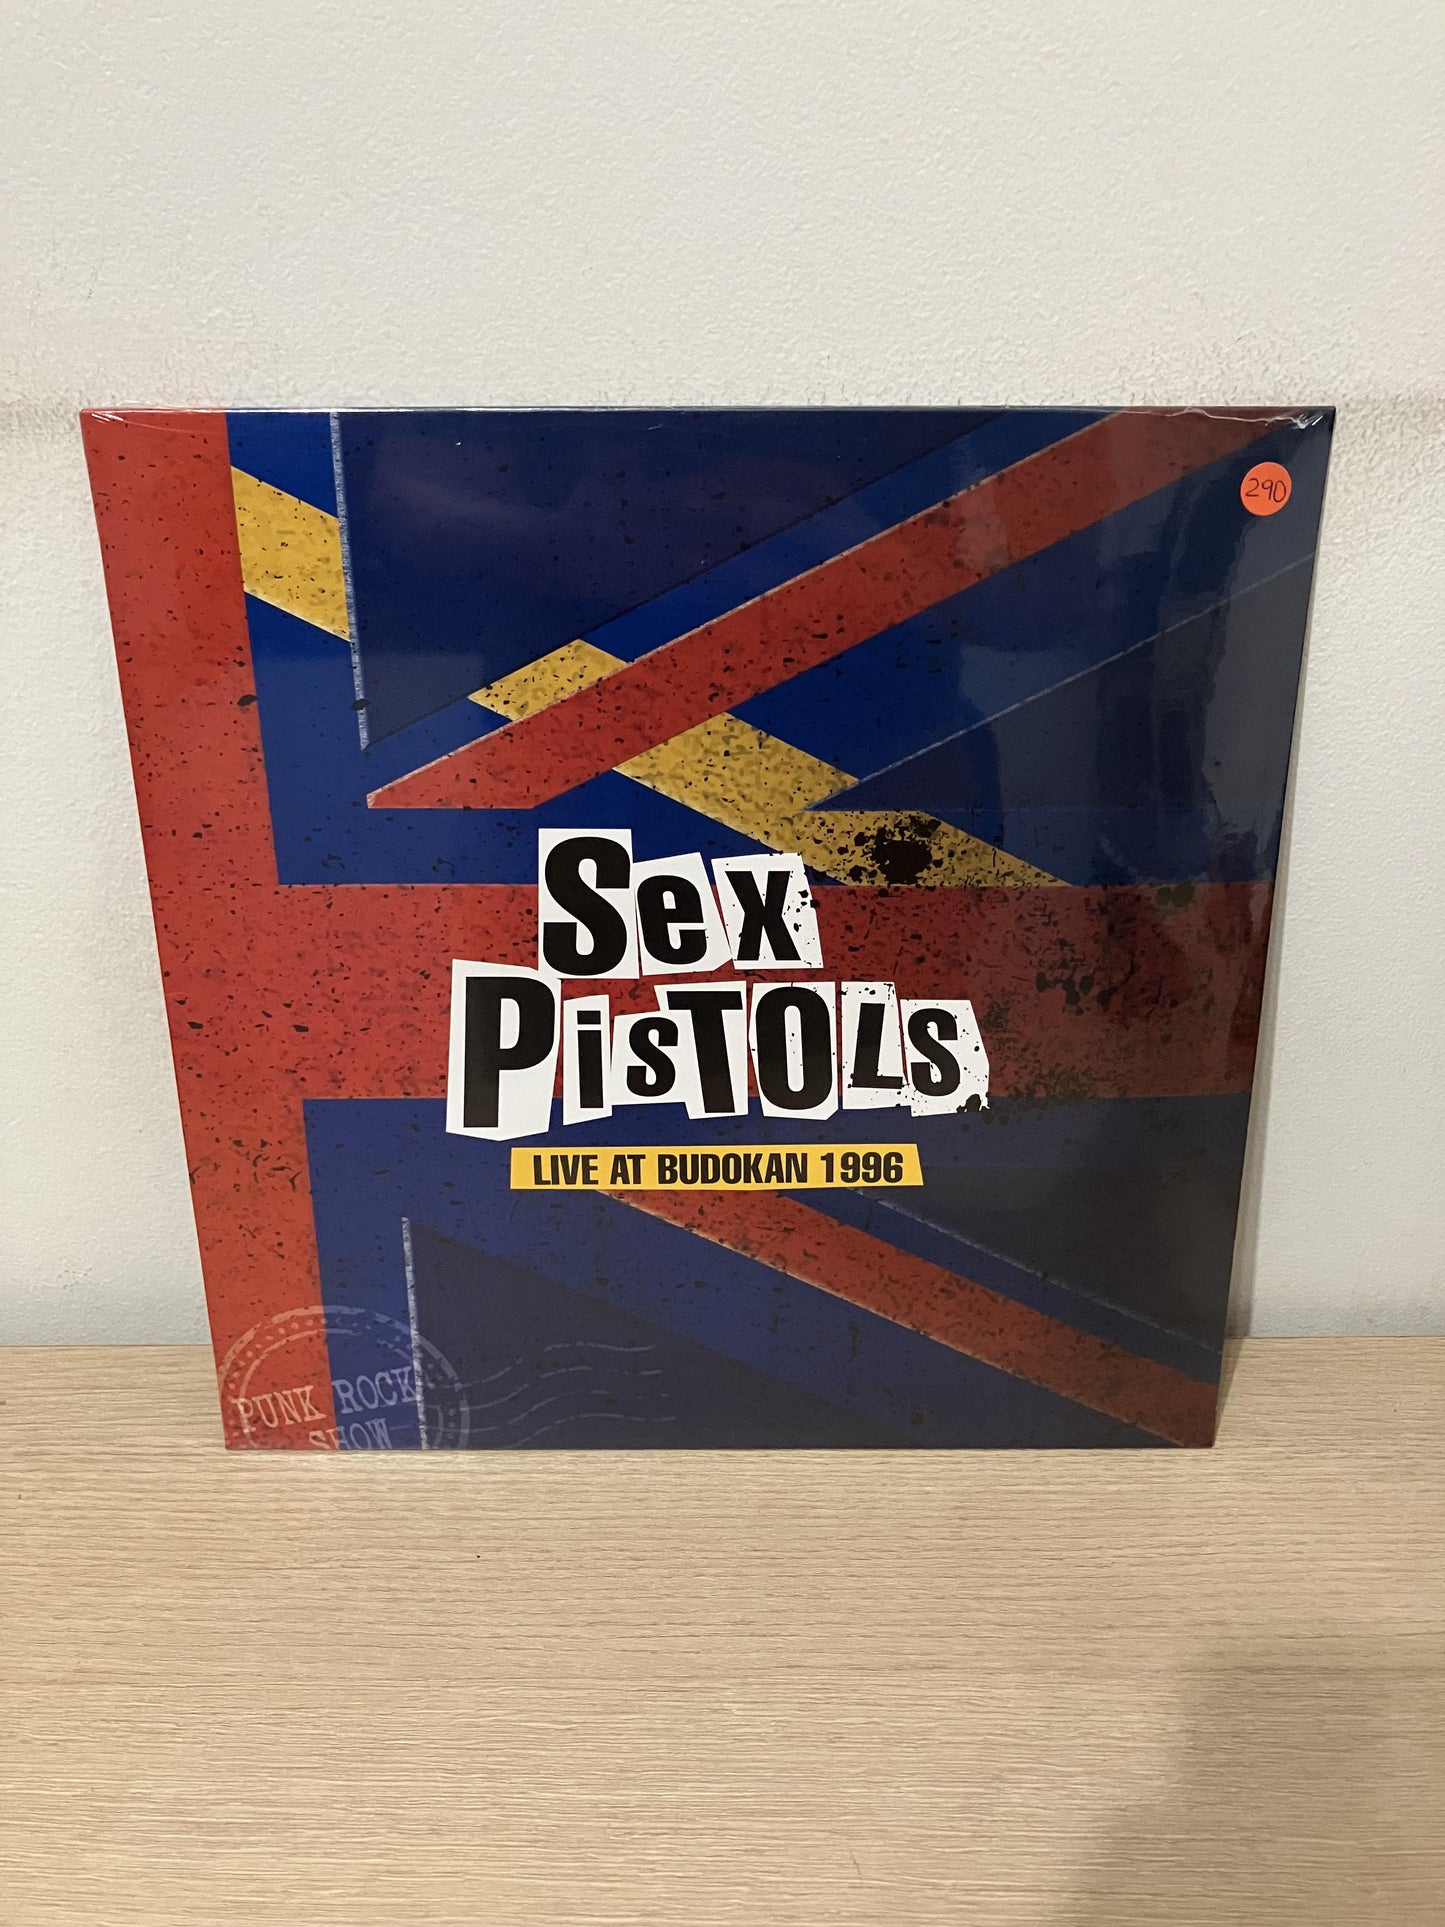 290
Sex
PisTOLS
LIVE AT BUDOKAN 1996
PUNK ROCK
SHOW